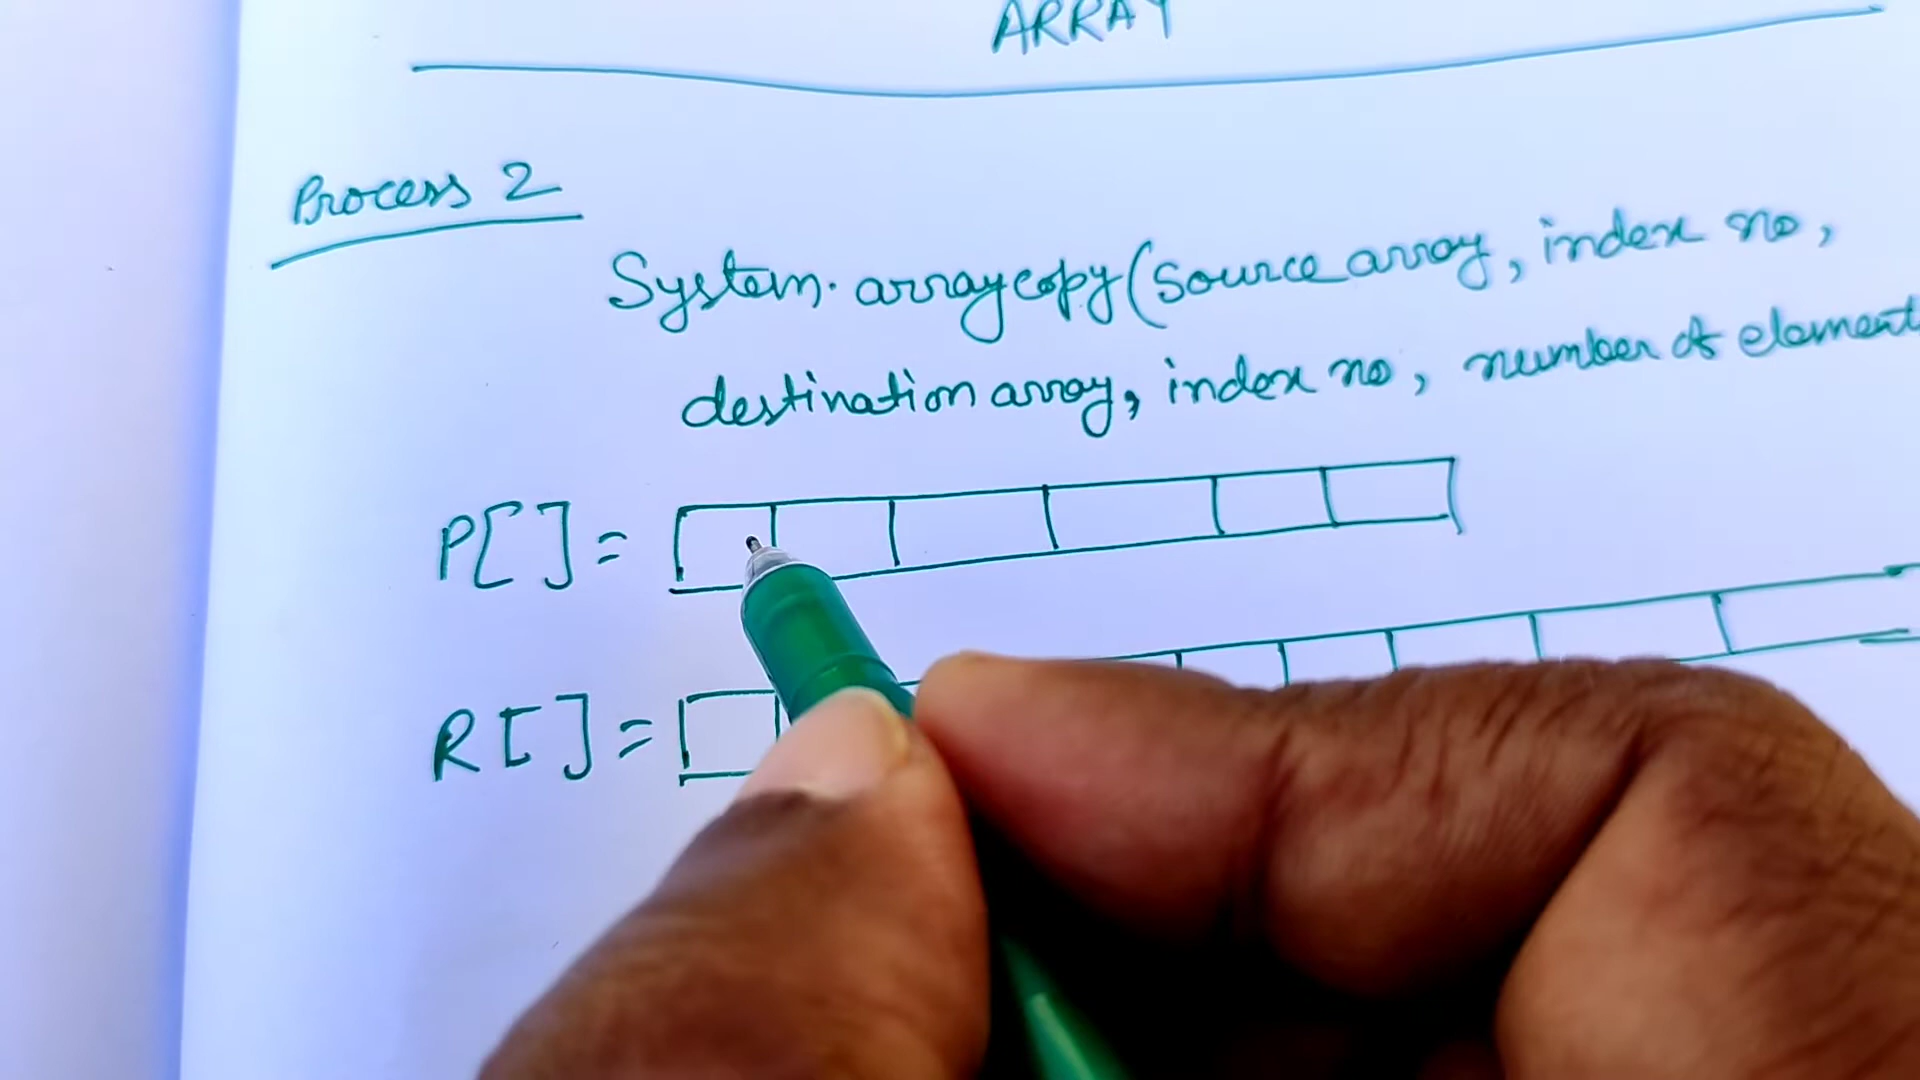 ARRAY
Process 2
System.arraycopy(Source array, index no,
destination array, index no, number of element
P[]=
R[]=